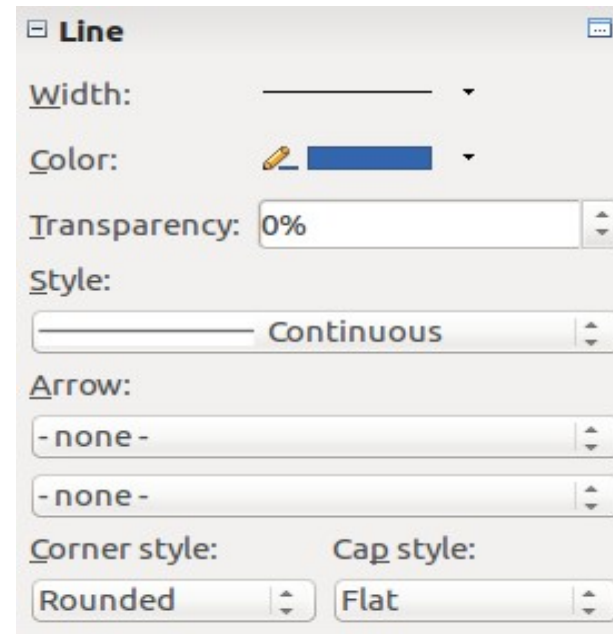 Line
Width:
Color:
Transparency: 0%
Style:
Continuous
Arrow:
- none -
- none -
Corner style: Cap style:
Rounded Flat